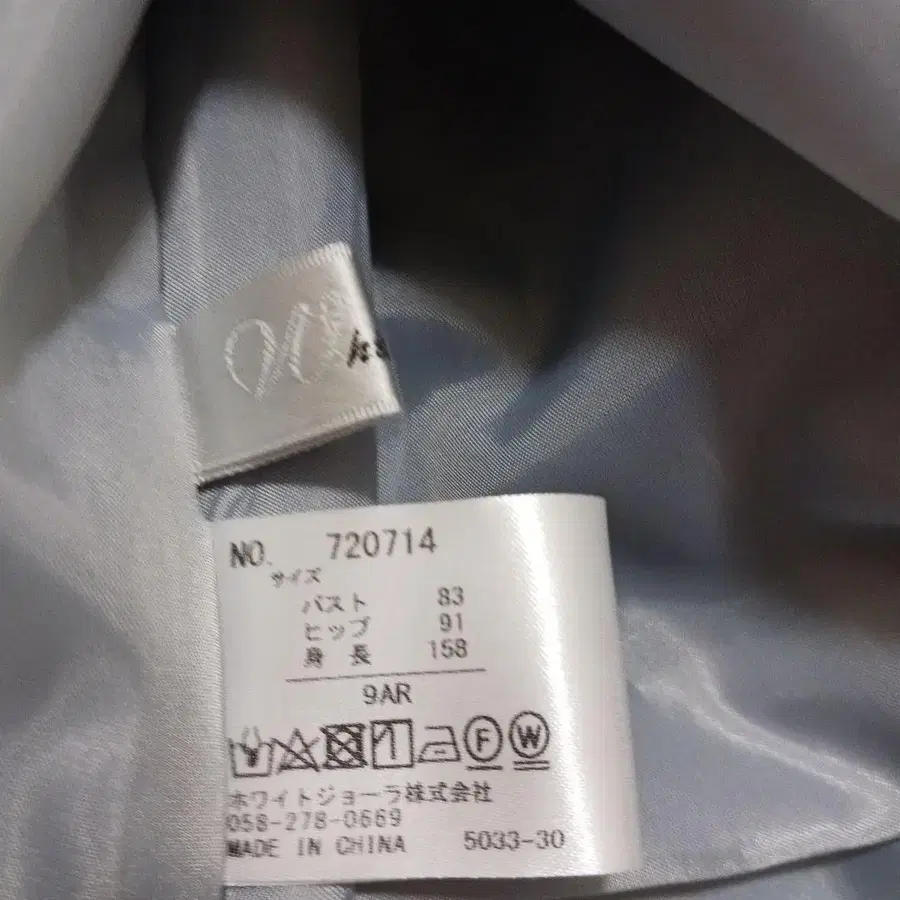 NO. 720714
サイズ
バスト 83
ヒップ 91
身長 158
9AR
F W
ホワイトジョーラ株式会社
058-278-0669
MADE IN CHINA 5033-30